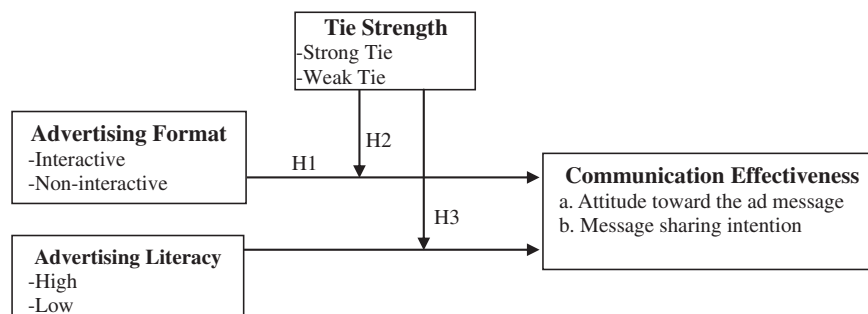 Tie Strength
-Strong Tie
-Weak Tie
Advertising Format
-Interactive
-Non-interactive
H1
H2
Communication Effectiveness
a. Attitude toward the ad message
b. Message sharing intention
H3
Advertising Literacy
-High
-Low